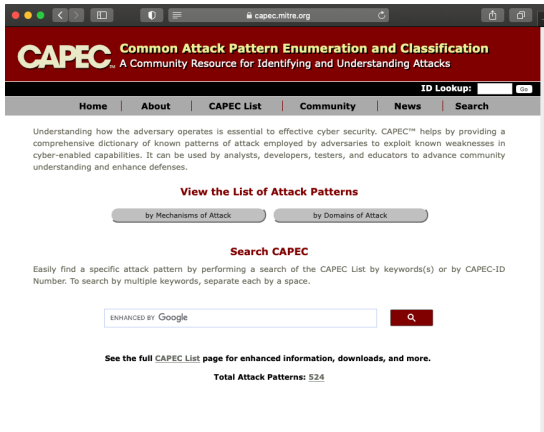 capec.mitre.org
CAPEC™ Common Attack Pattern Enumeration and Classification
A Community Resource for Identifying and Understanding Attacks
ID Lookup: Go
Home | About | CAPEC List | Community | News | Search
Understanding how the adversary operates is essential to effective cyber security. CAPEC™ helps by providing a
comprehensive dictionary of known patterns of attack employed by adversaries to exploit known weaknesses in
cyber-enabled capabilities. It can be used by analysts, developers, testers, and educators to advance community
understanding and enhance defenses.
View the List of Attack Patterns
by Mechanisms of Attack by Domains of Attack
Search CAPEC
Easily find a specific attack pattern by performing a search of the CAPEC List by keywords(s) or by CAPEC-ID
Number. To search by multiple keywords, separate each by a space.
ENHANCED BY Google
See the full CAPEC List page for enhanced information, downloads, and more.
Total Attack Patterns: 524